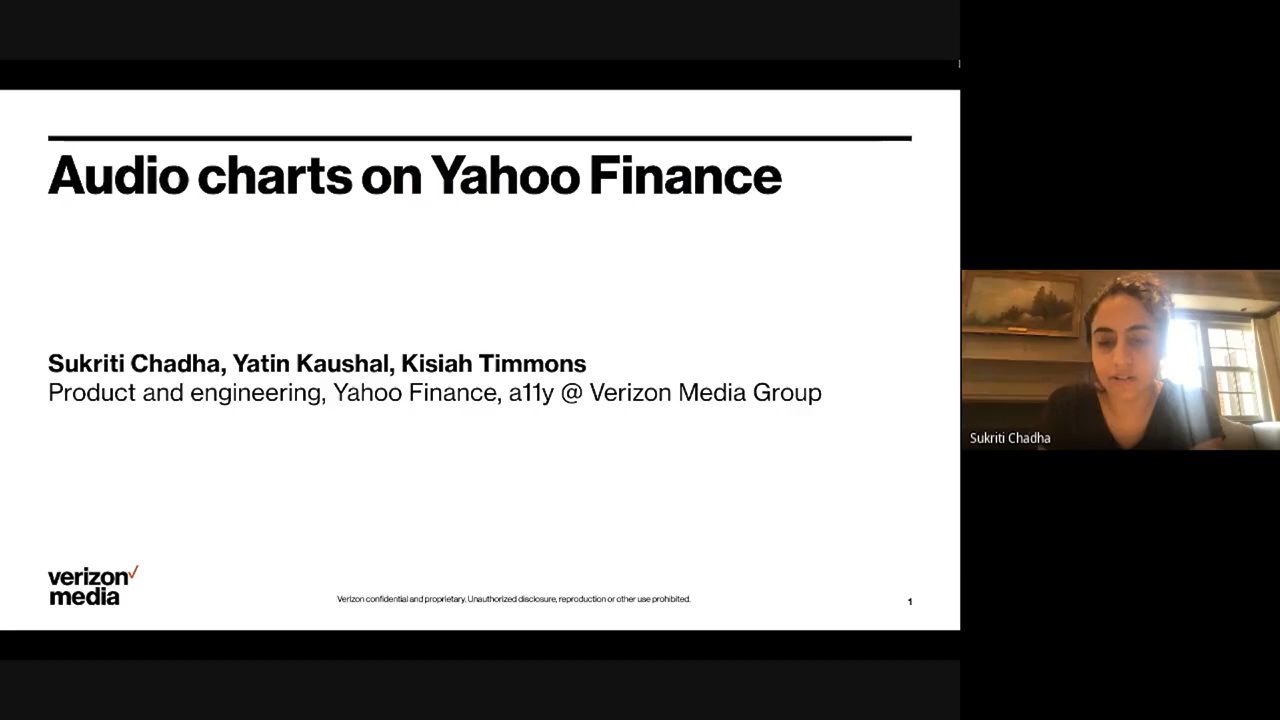 Audio charts on Yahoo Finance
Sukriti Chadha, Yatin Kaushal, Kisiah Timmons
Product and engineering, Yahoo Finance, a11y @ Verizon Media Group
Sukriti Chadha
verizon✓
media
Verizon confidential and proprietary. Unauthorized disclosure, reproduction or other use prohibited.
1